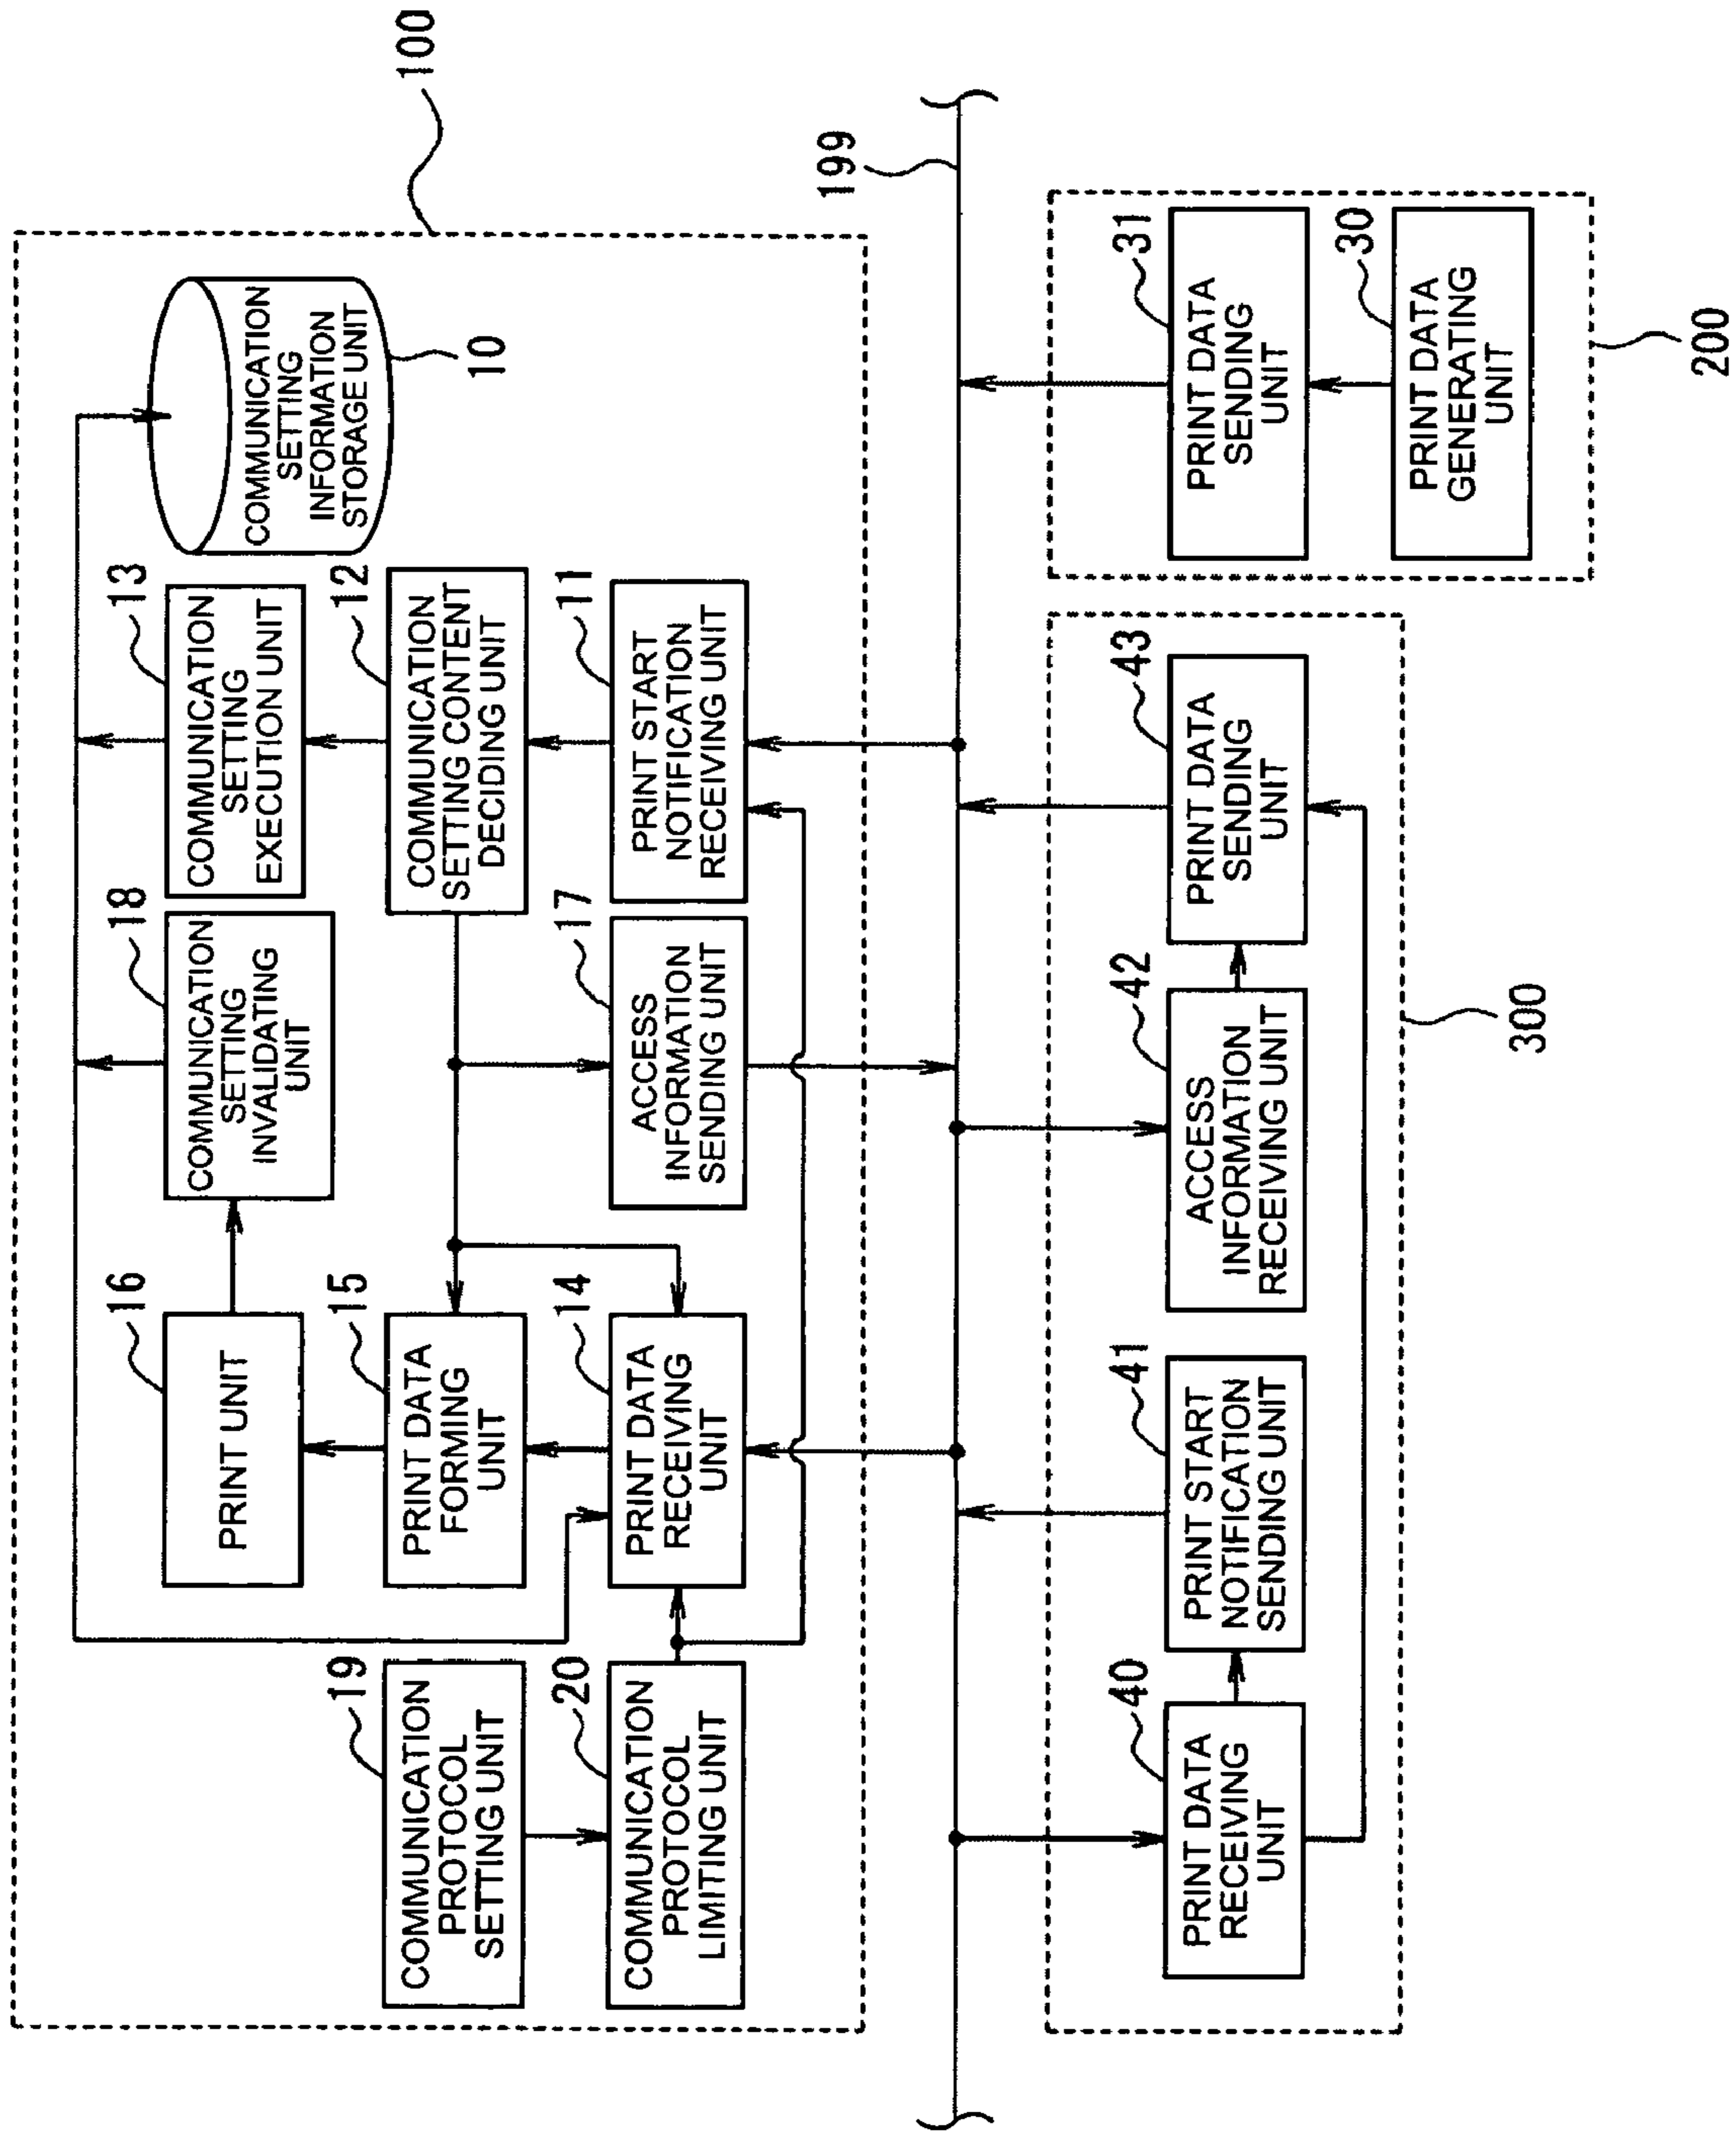 100
19
COMMUNICATION
PROTOCOL
SETTING UNIT
20
COMMUNICATION
PROTOCOL
LIMITING UNIT
16
PRINT UNIT
15
PRINT DATA
FORMING
UNIT
14
PRINT DATA
RECEIVING
UNIT
18
COMMUNICATION
SETTING
INVALIDATING
UNIT
17
ACCESS
INFORMATION
SENDING UNIT
13
COMMUNICATION
SETTING
EXECUTION UNIT
12
COMMUNICATION
SETTING CONTENT
DECIDING UNIT
11
PRINT START
NOTIFICATION
RECEIVING UNIT
COMMUNICATION
SETTING
INFORMATION
STORAGE UNIT
10
199
40
PRINT DATA
RECEIVING
UNIT
41
PRINT START
NOTIFICATION
SENDING UNIT
42
ACCESS
INFORMATION
RECEIVING UNIT
43
PRINT DATA
SENDING
UNIT
300
31
PRINT DATA
SENDING
UNIT
30
PRINT DATA
GENERATING
UNIT
200